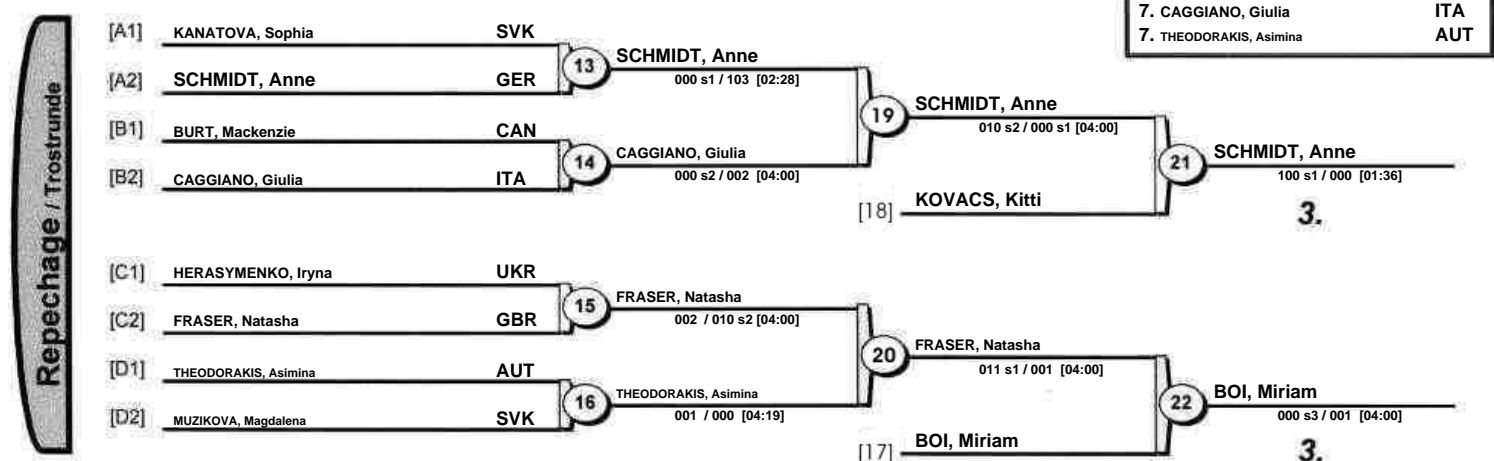 7. CAGGIANO, Giulia ITA
7. THEODORAKIS, Asimina AUT
Repechage / Trostrunde
[A1] KANATOVA, Sophia SVK
13 SCHMIDT, Anne
[A2] SCHMIDT, Anne GER
000 s1 / 103 [02:28]
19 SCHMIDT, Anne
010 s2 / 000 s1 [04:00]
[B1] BURT, Mackenzie CAN
14 CAGGIANO, Giulia
[B2] CAGGIANO, Giulia ITA
000 s2 / 002 [04:00]
21 SCHMIDT, Anne
100 s1 / 000 [01:36]
[18] KOVACS, Kitti
3.
[C1] HERASYMENKO, Iryna UKR
15 FRASER, Natasha
[C2] FRASER, Natasha GBR
002 / 010 s2 [04:00]
20 FRASER, Natasha
011 s1 / 001 [04:00]
[D1] THEODORAKIS, Asimina AUT
16 THEODORAKIS, Asimina
[D2] MUZIKOVA, Magdalena SVK
001 / 000 [04:19]
22 BOI, Miriam
000 s3 / 001 [04:00]
[17] BOI, Miriam
3.